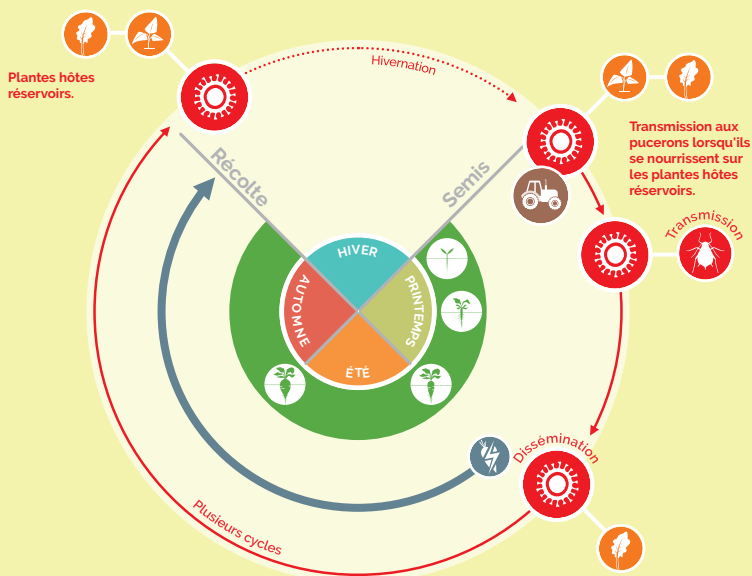 Plantes hôtes
réservoirs.
Hivernation
Transmission aux
pucerons lorsqu'ils
se nourrissent sur
les plantes hôtes
réservoirs.
Récolte
Semis
Transmission
HIVER
AUTOMNE
PRINTEMPS
ÉTÉ
Dissémination
Plusieurs cycles